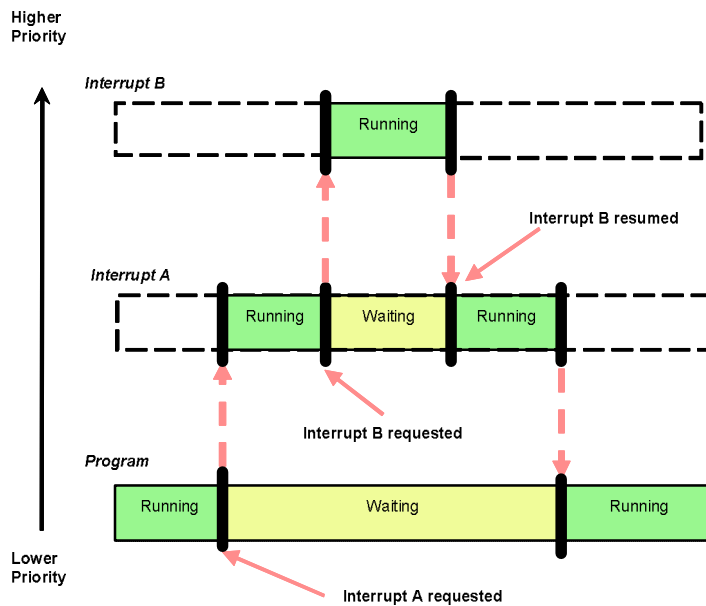 Higher
Priority
Interrupt B
Running
Interrupt B resumed
Interrupt A
Running
Waiting
Running
Interrupt B requested
Program
Running
Waiting
Running
Lower
Priority
Interrupt A requested